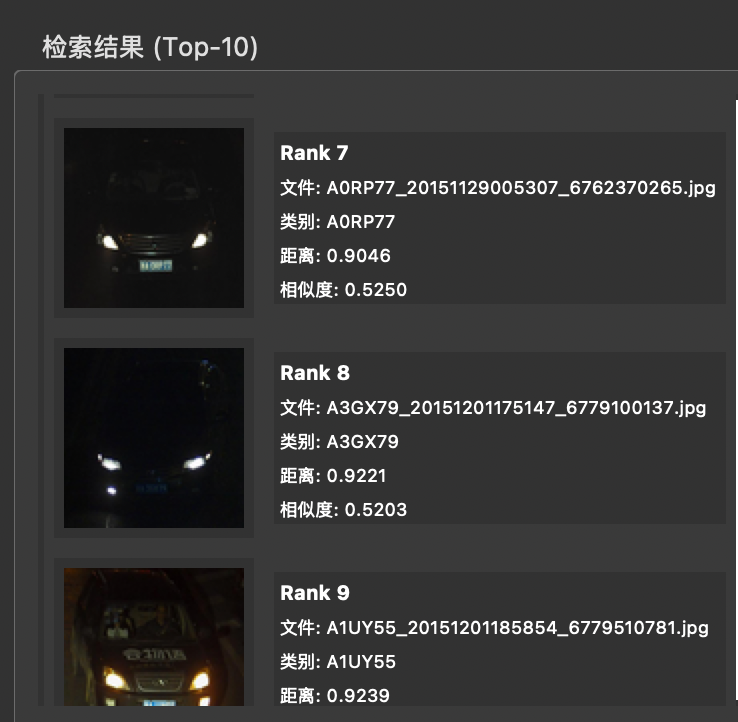 检索结果 (Top-10)
Rank 7
文件: A0RP77_20151129005307_6762370265.jpg
类别: A0RP77
距离: 0.9046
相似度: 0.5250
Rank 8
文件: A3GX79_20151201175147_6779100137.jpg
类别: A3GX79
距离: 0.9221
相似度: 0.5203
Rank 9
文件: A1UY55_20151201185854_6779510781.jpg
类别: A1UY55
距离: 0.9239